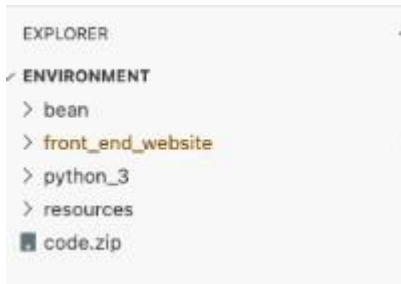 EXPLORER
ENVIRONMENT
bean
front_end_website
python_3
resources
code.zip